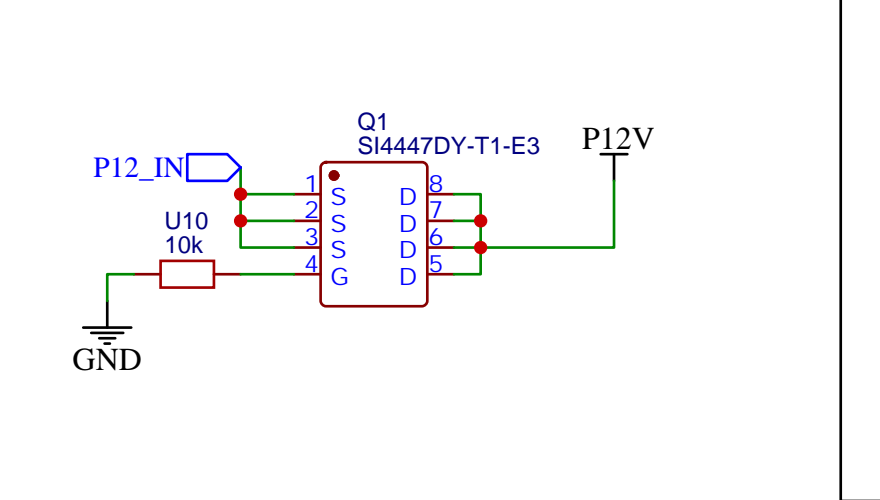 Q1
SI4447DY-T1-E3
P12V
P12_IN
1 S D 8
2 S D 7
3 S D 6
4 G D 5
U10
10k
GND